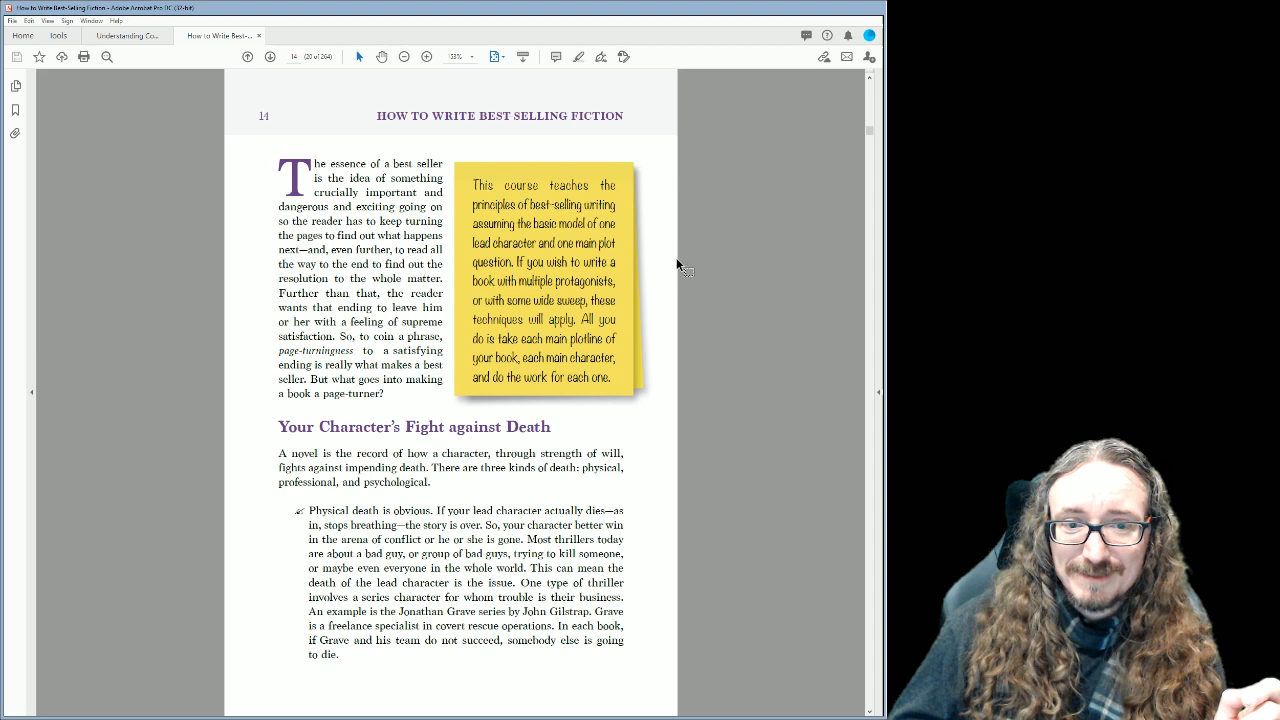 How to Write Best-Selling Fiction - Adobe Acrobat Pro DC (32-bit)
File Edit View Sign Window Help
Home Tools Understanding Co... How to Write Best-... ×
14 (20 of 264) 153%
14 HOW TO WRITE BEST SELLING FICTION
The essence of a best seller
is the idea of something
crucially important and
dangerous and exciting going on
so the reader has to keep turning
the pages to find out what happens
next—and, even further, to read all
the way to the end to find out the
resolution to the whole matter.
Further than that, the reader
wants that ending to leave him
or her with a feeling of supreme
satisfaction. So, to coin a phrase,
page-turningness to a satisfying
ending is really what makes a best
seller. But what goes into making
a book a page-turner?
This course teaches the
principles of best-selling writing
assuming the basic model of one
lead character and one main plot
question. If you wish to write a
book with multiple protagonists,
or with some wide sweep, these
techniques will apply. All you
do is take each main plotline of
your book, each main character,
and do the work for each one.
Your Character's Fight against Death
A novel is the record of how a character, through strength of will,
fights against impending death. There are three kinds of death: physical,
professional, and psychological.
Physical death is obvious. If your lead character actually dies—as
in, stops breathing—the story is over. So, your character better win
in the arena of conflict or he or she is gone. Most thrillers today
are about a bad guy, or group of bad guys, trying to kill someone,
or maybe even everyone in the whole world. This can mean the
death of the lead character is the issue. One type of thriller
involves a series character for whom trouble is their business.
An example is the Jonathan Grave series by John Gilstrap. Grave
is a freelance specialist in covert rescue operations. In each book,
if Grave and his team do not succeed, somebody else is going
to die.